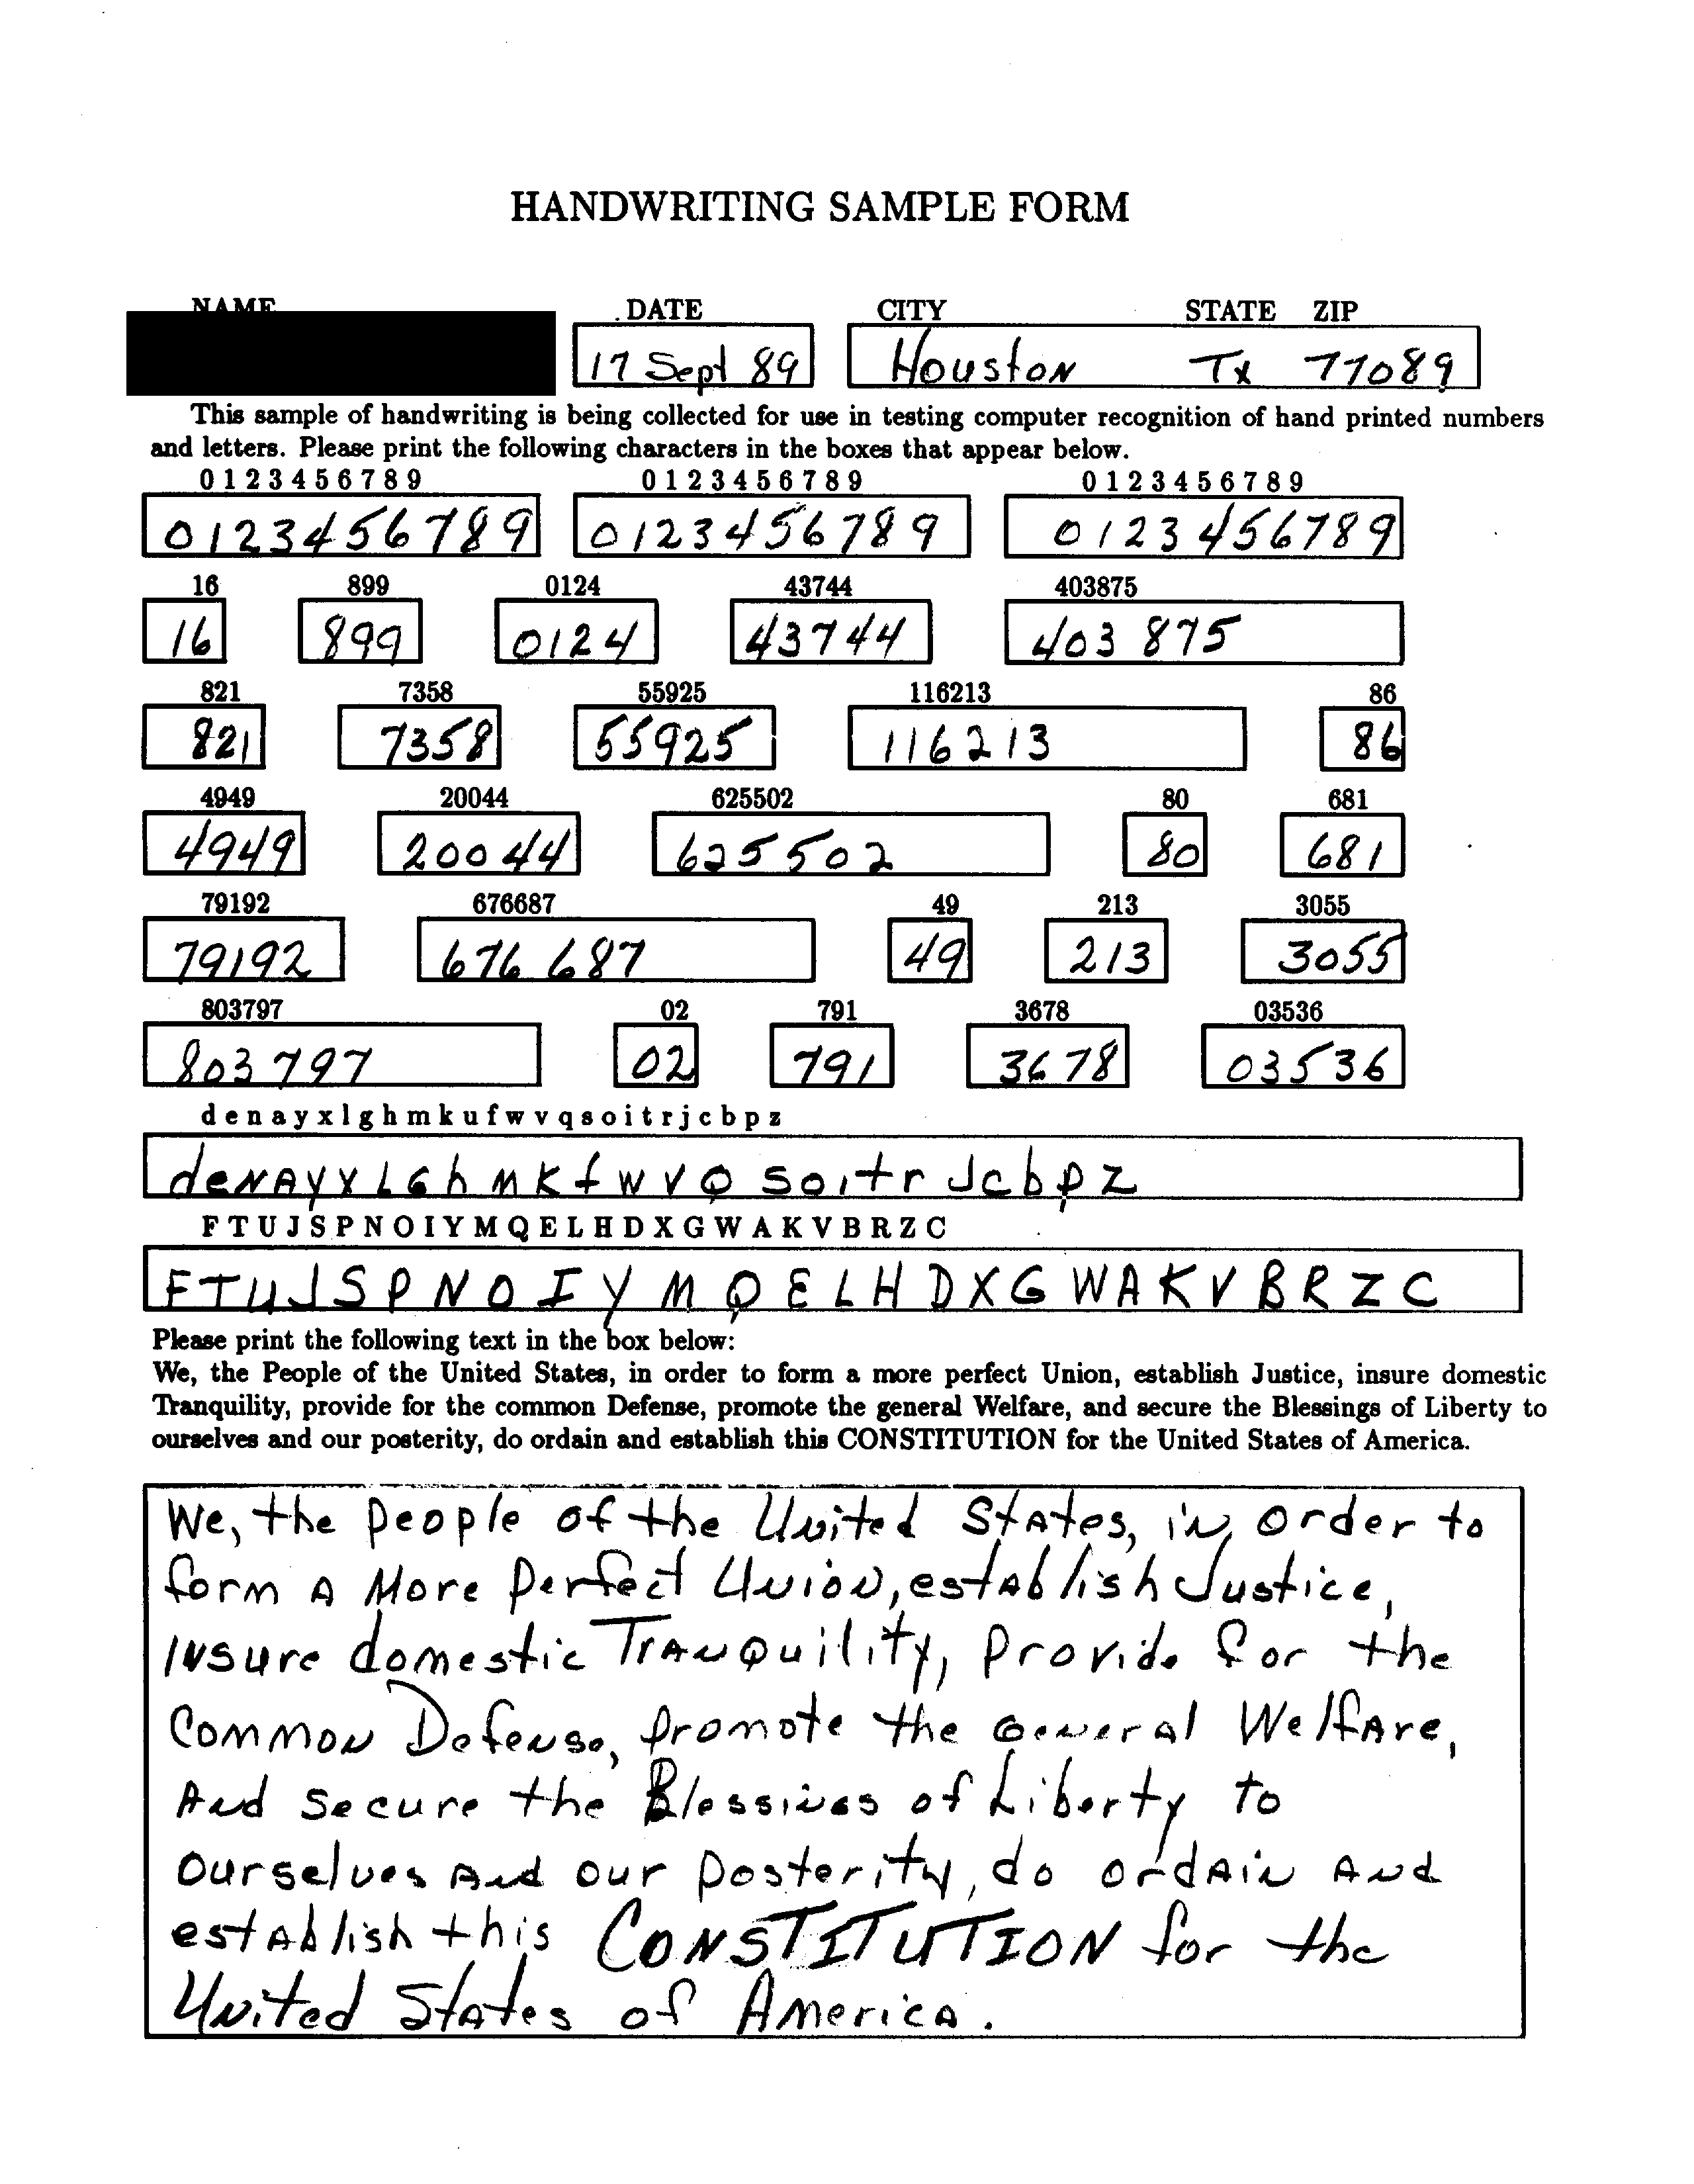 HANDWRITING SAMPLE FORM
NAME DATE CITY STATE ZIP
17 Sept 89 Houston Tx 77089
This sample of handwriting is being collected for use in testing computer recognition of hand printed numbers
and letters. Please print the following characters in the boxes that appear below.
0 1 2 3 4 5 6 7 8 9 0 1 2 3 4 5 6 7 8 9 0 1 2 3 4 5 6 7 8 9
0123456789 0123456789 0123456789
16 899 0124 43744 403875
16 899 0124 43744 403 875
821 7358 55925 116213 86
821 7358 55925 116213 86
4949 20044 625502 80 681
4949 20044 625502 80 681
79192 676687 49 213 3055
79192 676 687 49 213 3055
803797 02 791 3678 03536
803 797 02 791 3678 03536
d e n a y x l g h m k u f w v q s o i t r j c b p z
deNAyxLGhMKfwvQsoitrJcbpz
F T U J S P N O I Y M Q E L H D X G W A K V B R Z C
FTUJSPNOIYMQELHDXGWAKVBRZC
Please print the following text in the box below:
We, the People of the United States, in order to form a more perfect Union, establish Justice, insure domestic
Tranquility, provide for the common Defense, promote the general Welfare, and secure the Blessings of Liberty to
ourselves and our posterity, do ordain and establish this CONSTITUTION for the United States of America.
We, the people of the United States, in order to
form A More perfect Union, establish Justice,
Insure domestic Tranquility, provide for the
Common Defense, promote the General Welfare,
And secure the Blessings of Liberty to
ourselves And our posterity, do ordain And
establish this CONSTITUTION for the
United States of America.